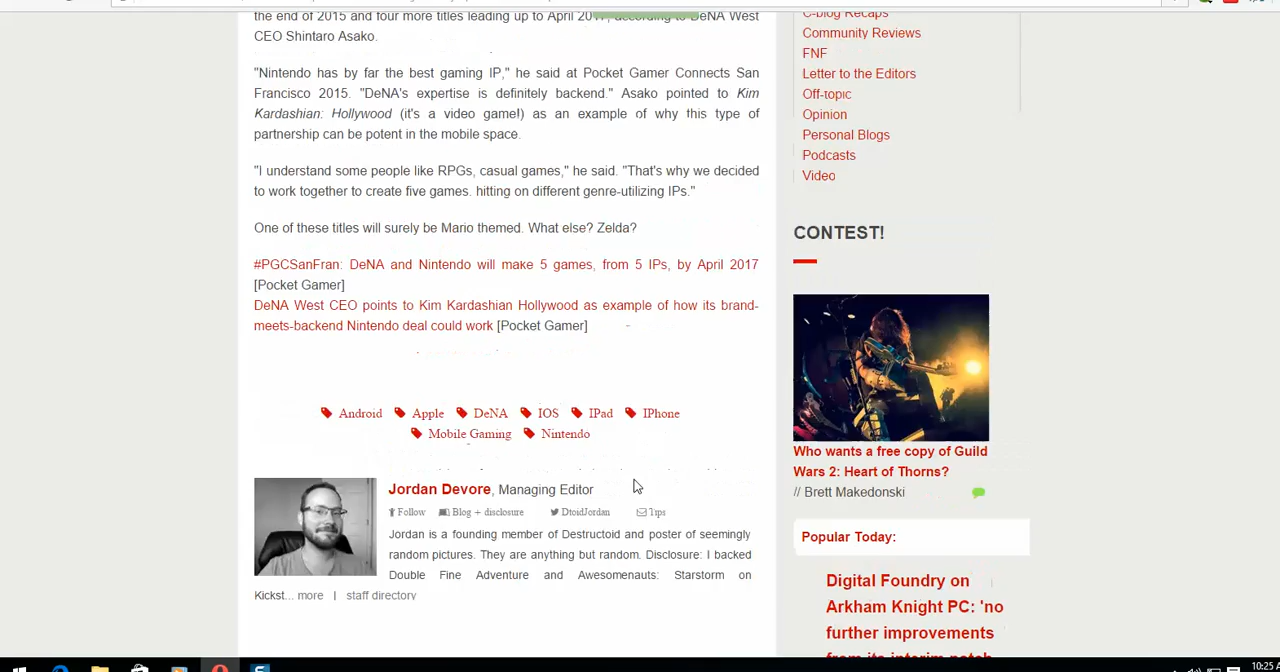 the end of 2015 and four more titles leading up to April 2017, according to DeNA West
CEO Shintaro Asako.
"Nintendo has by far the best gaming IP," he said at Pocket Gamer Connects San
Francisco 2015. "DeNA's expertise is definitely backend." Asako pointed to Kim
Kardashian: Hollywood (it's a video game!) as an example of why this type of
partnership can be potent in the mobile space.
"I understand some people like RPGs, casual games," he said. "That's why we decided
to work together to create five games. hitting on different genre-utilizing IPs."
One of these titles will surely be Mario themed. What else? Zelda?
#PGCSanFran: DeNA and Nintendo will make 5 games, from 5 IPs, by April 2017
[Pocket Gamer]
DeNA West CEO points to Kim Kardashian Hollywood as example of how its brand-
meets-backend Nintendo deal could work [Pocket Gamer]
Android Apple DeNA IOS IPad IPhone
Mobile Gaming Nintendo
Jordan Devore, Managing Editor
Follow Blog + disclosure DtoidJordan Tips
Jordan is a founding member of Destructoid and poster of seemingly
random pictures. They are anything but random. Disclosure: I backed
Double Fine Adventure and Awesomenauts: Starstorm on
Kickst... more | staff directory
C-blog Recaps
Community Reviews
FNF
Letter to the Editors
Off-topic
Opinion
Personal Blogs
Podcasts
Video
CONTEST!
Who wants a free copy of Guild
Wars 2: Heart of Thorns?
// Brett Makedonski
Popular Today:
Digital Foundry on
Arkham Knight PC: 'no
further improvements
from its interim patch
10:25